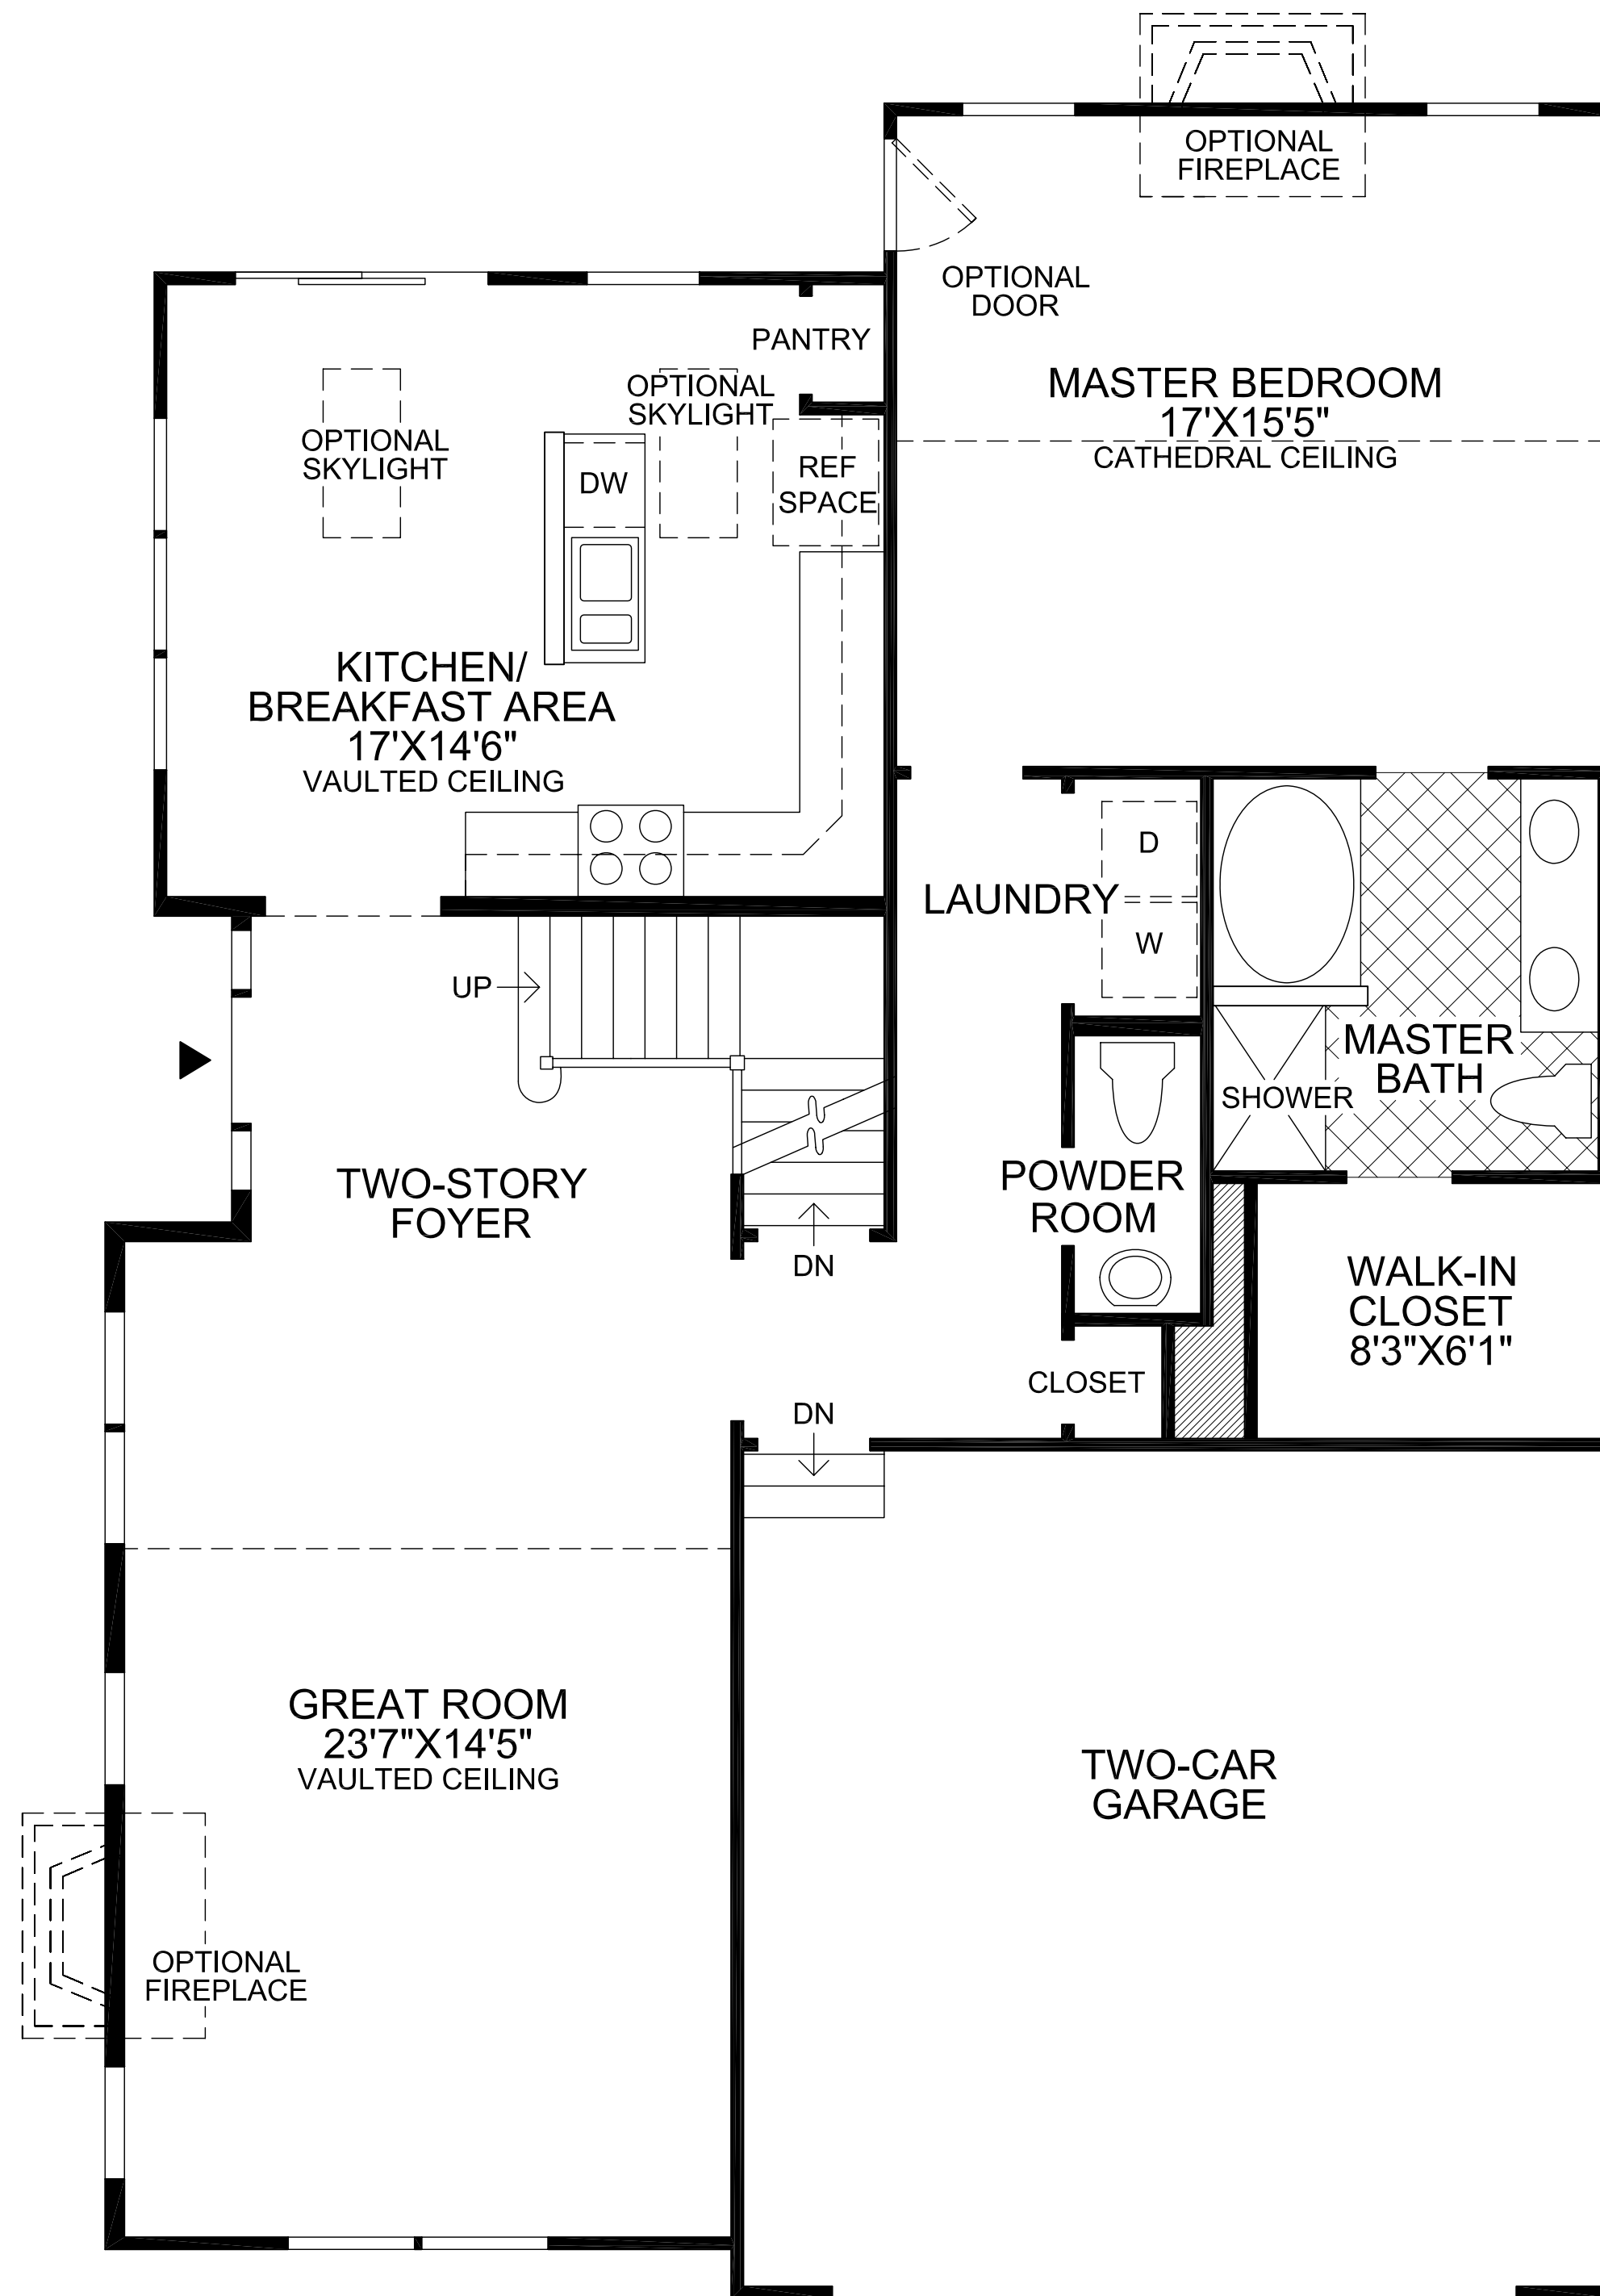 OPTIONAL
FIREPLACE
OPTIONAL
DOOR
PANTRY
OPTIONAL
SKYLIGHT
MASTER BEDROOM
17'X15'5"
CATHEDRAL CEILING
OPTIONAL
SKYLIGHT
DW
REF
SPACE
KITCHEN/
BREAKFAST AREA
17'X14'6"
VAULTED CEILING
D
LAUNDRY
W
UP
MASTER
BATH
SHOWER
TWO-STORY
FOYER
POWDER
ROOM
DN
WALK-IN
CLOSET
8'3"X6'1"
CLOSET
DN
GREAT ROOM
23'7"X14'5"
VAULTED CEILING
TWO-CAR
GARAGE
OPTIONAL
FIREPLACE